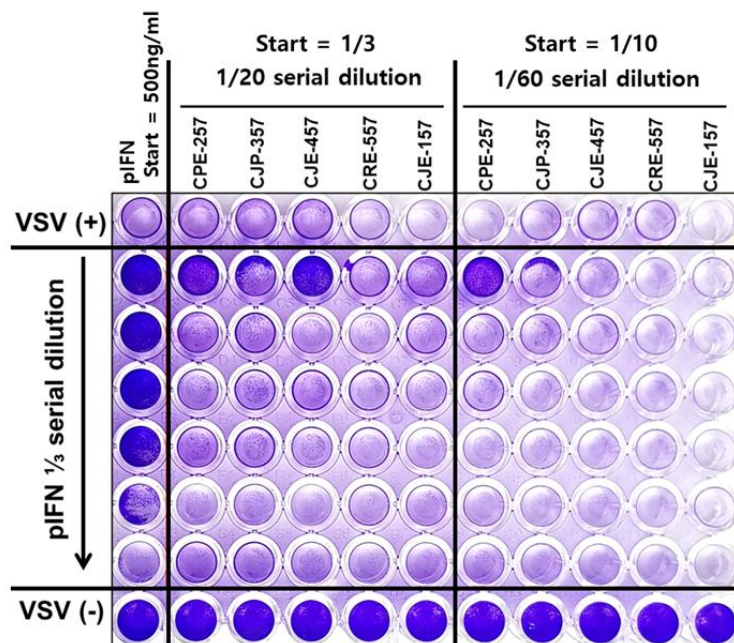 pIFN
Start = 500ng/ml
Start = 1/3
1/20 serial dilution
CPE-257
CJP-357
CJE-457
CRE-557
CJE-157
Start = 1/10
1/60 serial dilution
CPE-257
CJP-357
CJE-457
CRE-557
CJE-157
VSV (+)
pIFN ⅓ serial dilution
VSV (-)